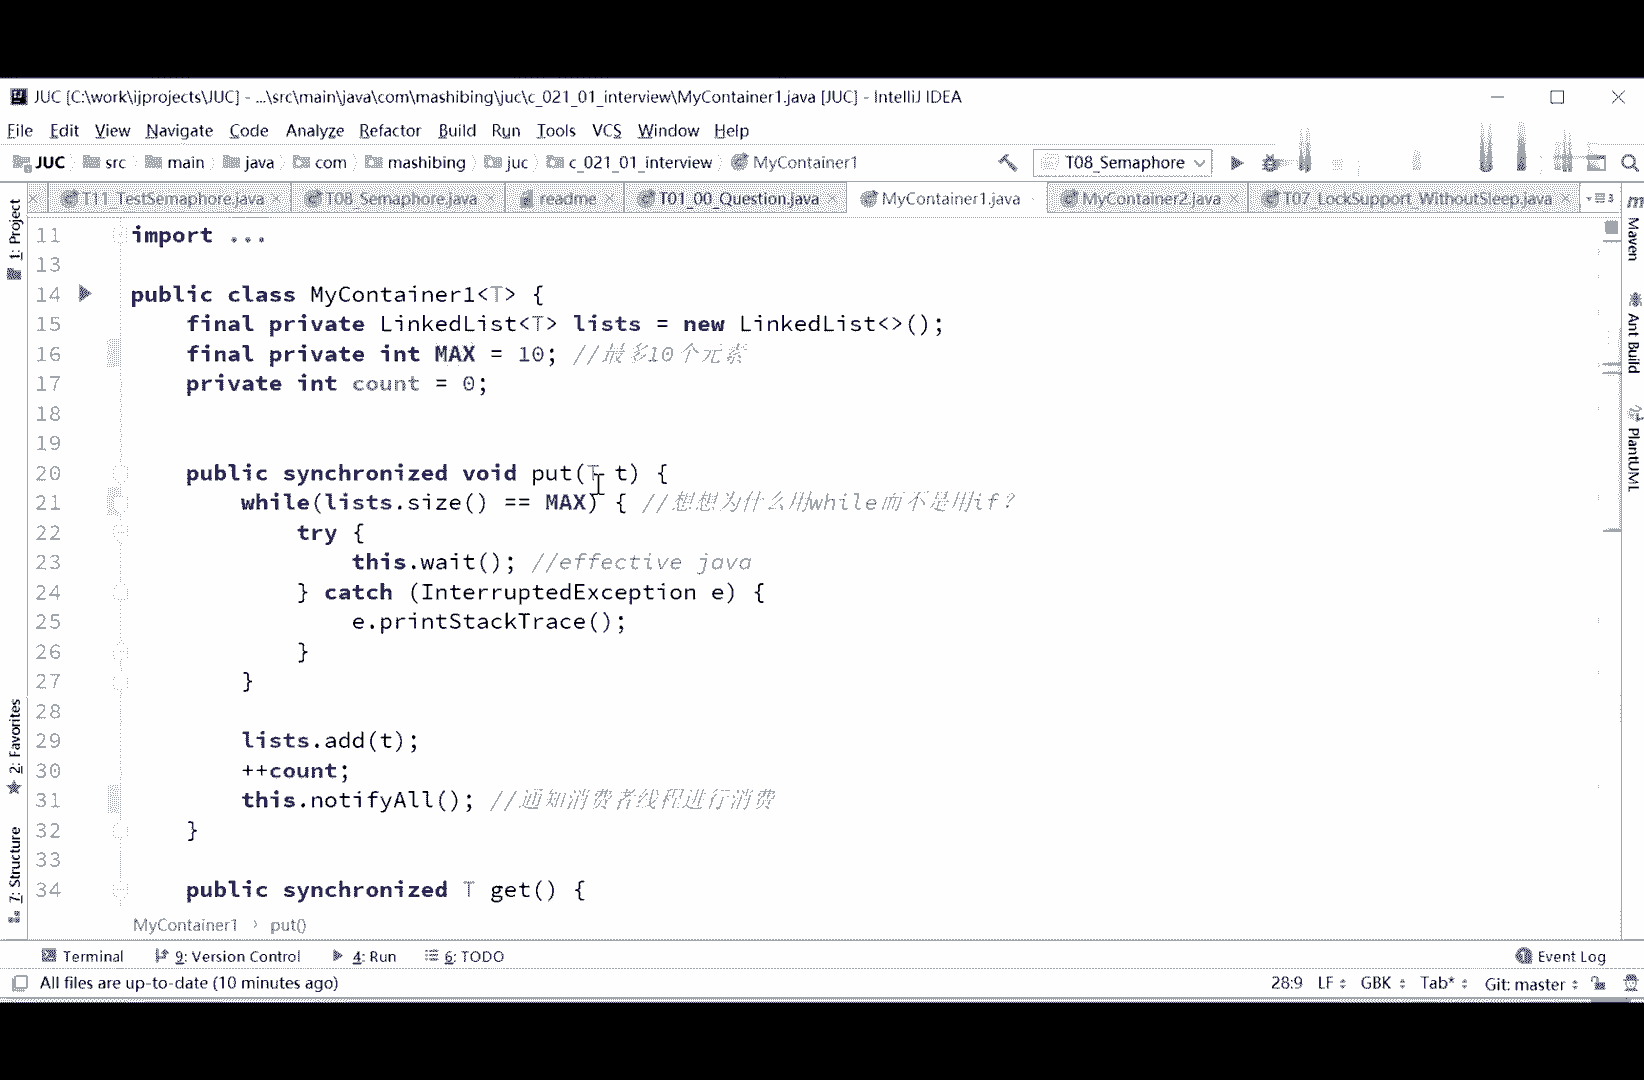 JUC [C:\work\ijprojects\JUC] - ...\src\main\java\com\mashibing\juc\c_021_01_interview\MyContainer1.java [JUC] - IntelliJ IDEA
File Edit View Navigate Code Analyze Refactor Build Run Tools VCS Window Help
JUC src main java com mashibing juc c_021_01_interview MyContainer1 T08_Semaphore
T11_TestSemaphore.java T08_Semaphore.java readme T01_00_Question.java MyContainer1.java MyContainer2.java T07_LockSupport_WithoutSleep.java
1: Project
2: Favorites
7: Structure
11 import ...
13
14 public class MyContainer1<T> {
15 final private LinkedList<T> lists = new LinkedList<>();
16 final private int MAX = 10; //最多10个元素
17 private int count = 0;
18
19
20 public synchronized void put(T t) {
21 while(lists.size() == MAX) { //想想为什么用while而不是用if?
22 try {
23 this.wait(); //effective java
24 } catch (InterruptedException e) {
25 e.printStackTrace();
26 }
27 }
28
29 lists.add(t);
30 ++count;
31 this.notifyAll(); //通知消费者线程进行消费
32 }
33
34 public synchronized T get() {
MyContainer1 › put()
Maven
Ant Build
PlantUML
Terminal 9: Version Control 4: Run 6: TODO Event Log
All files are up-to-date (10 minutes ago) 28:9 LF GBK Tab* Git: master